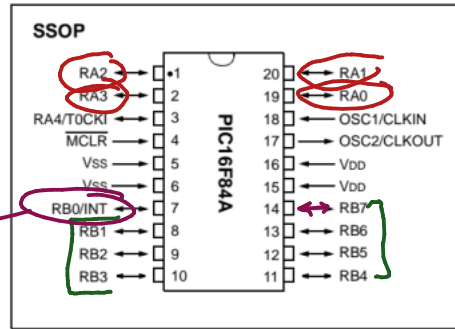 SSOP
RA2 1 20 RA1
RA3 2 19 RA0
RA4/T0CKI 3 18 OSC1/CLKIN
MCLR 4 17 OSC2/CLKOUT
VSS 5 16 VDD
VSS 6 15 VDD
RB0/INT 7 14 RB7
RB1 8 13 RB6
RB2 9 12 RB5
RB3 10 11 RB4
PIC16F84A